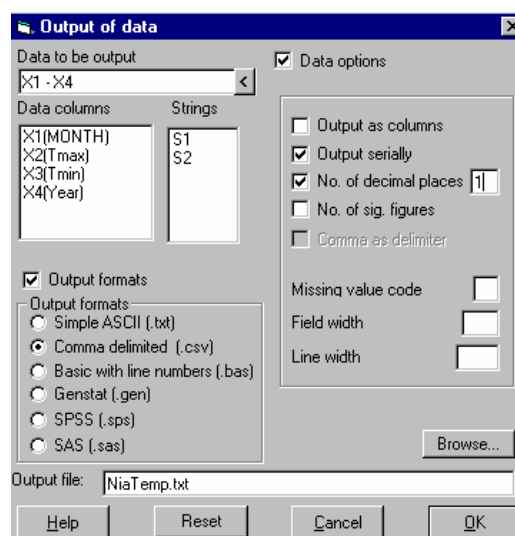 Output of data
Data to be output
X1 - X4
<
Data columns
Strings
X1(MONTH)
X2(Tmax)
X3(Tmin)
X4(Year)
S1
S2
Output formats
Output formats
Simple ASCII (.txt)
Comma delimited (.csv)
Basic with line numbers (.bas)
Genstat (.gen)
SPSS (.sps)
SAS (.sas)
Data options
Output as columns
Output serially
No. of decimal places 1
No. of sig. figures
Comma as delimiter
Missing value code
Field width
Line width
Browse...
Output file: NiaTemp.txt
Help Reset Cancel OK